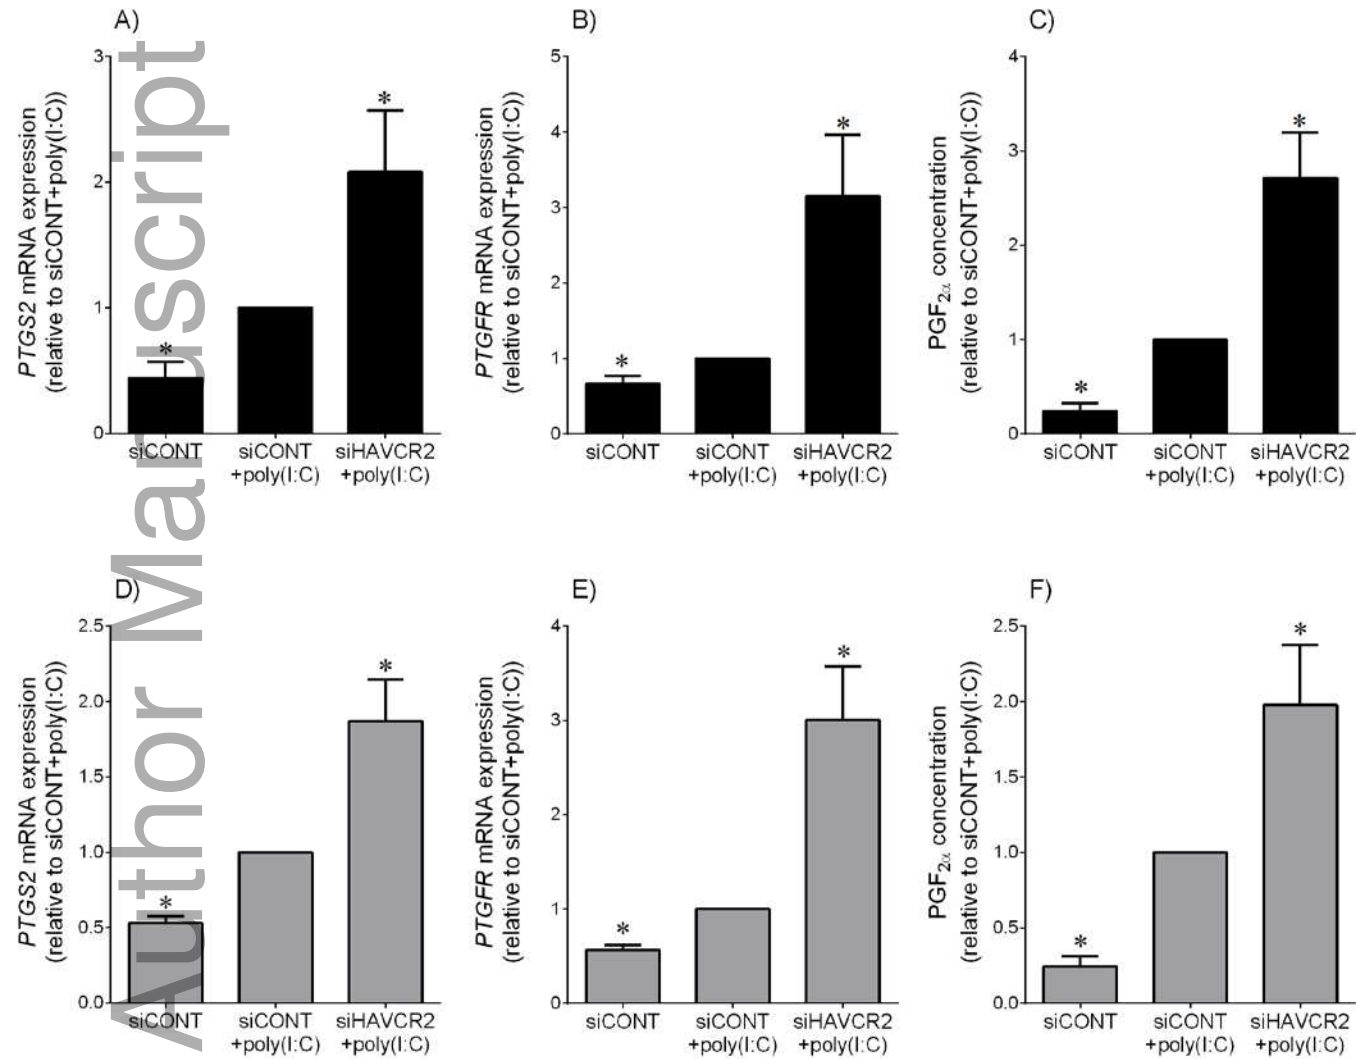 A)
PTGS2 mRNA expression
(relative to siCONT+poly(I:C))
3
2
1
0
*
*
siCONT
siCONT
+poly(I:C)
siHAVCR2
+poly(I:C)
B)
PTGFR mRNA expression
(relative to siCONT+poly(I:C))
5
4
3
2
1
0
*
*
siCONT
siCONT
+poly(I:C)
siHAVCR2
+poly(I:C)
C)
PGF2α concentration
(relative to siCONT+poly(I:C))
4
3
2
1
0
*
*
siCONT
siCONT
+poly(I:C)
siHAVCR2
+poly(I:C)
D)
PTGS2 mRNA expression
(relative to siCONT+poly(I:C))
2.5
2.0
1.5
1.0
0.5
0.0
*
*
siCONT
siCONT
+poly(I:C)
siHAVCR2
+poly(I:C)
E)
PTGFR mRNA expression
(relative to siCONT+poly(I:C))
4
3
2
1
0
*
*
siCONT
siCONT
+poly(I:C)
siHAVCR2
+poly(I:C)
F)
PGF2α concentration
(relative to siCONT+poly(I:C))
2.5
2.0
1.5
1.0
0.5
0.0
*
*
siCONT
siCONT
+poly(I:C)
siHAVCR2
+poly(I:C)
Author Manuscript